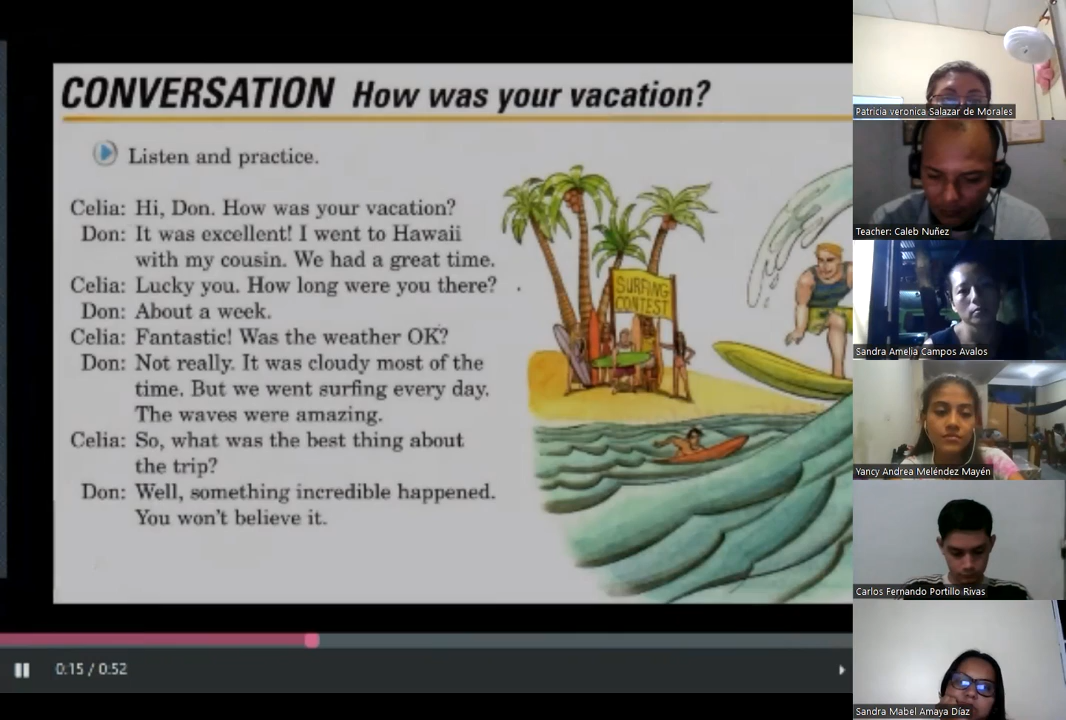 CONVERSATION How was your vacation?
Listen and practice.
Celia: Hi, Don. How was your vacation?
Don: It was excellent! I went to Hawaii
with my cousin. We had a great time.
Celia: Lucky you. How long were you there?
Don: About a week.
Celia: Fantastic! Was the weather OK?
Don: Not really. It was cloudy most of the
time. But we went surfing every day.
The waves were amazing.
Celia: So, what was the best thing about
the trip?
Don: Well, something incredible happened.
You won't believe it.
SURFING
CONTEST
0:15 / 0:52
Patricia veronica Salazar de Morales
Teacher: Caleb Nuñez
Sandra Amelia Campos Avalos
Yancy Andrea Meléndez Mayén
Carlos Fernando Portillo Rivas
Sandra Mabel Amaya Díaz